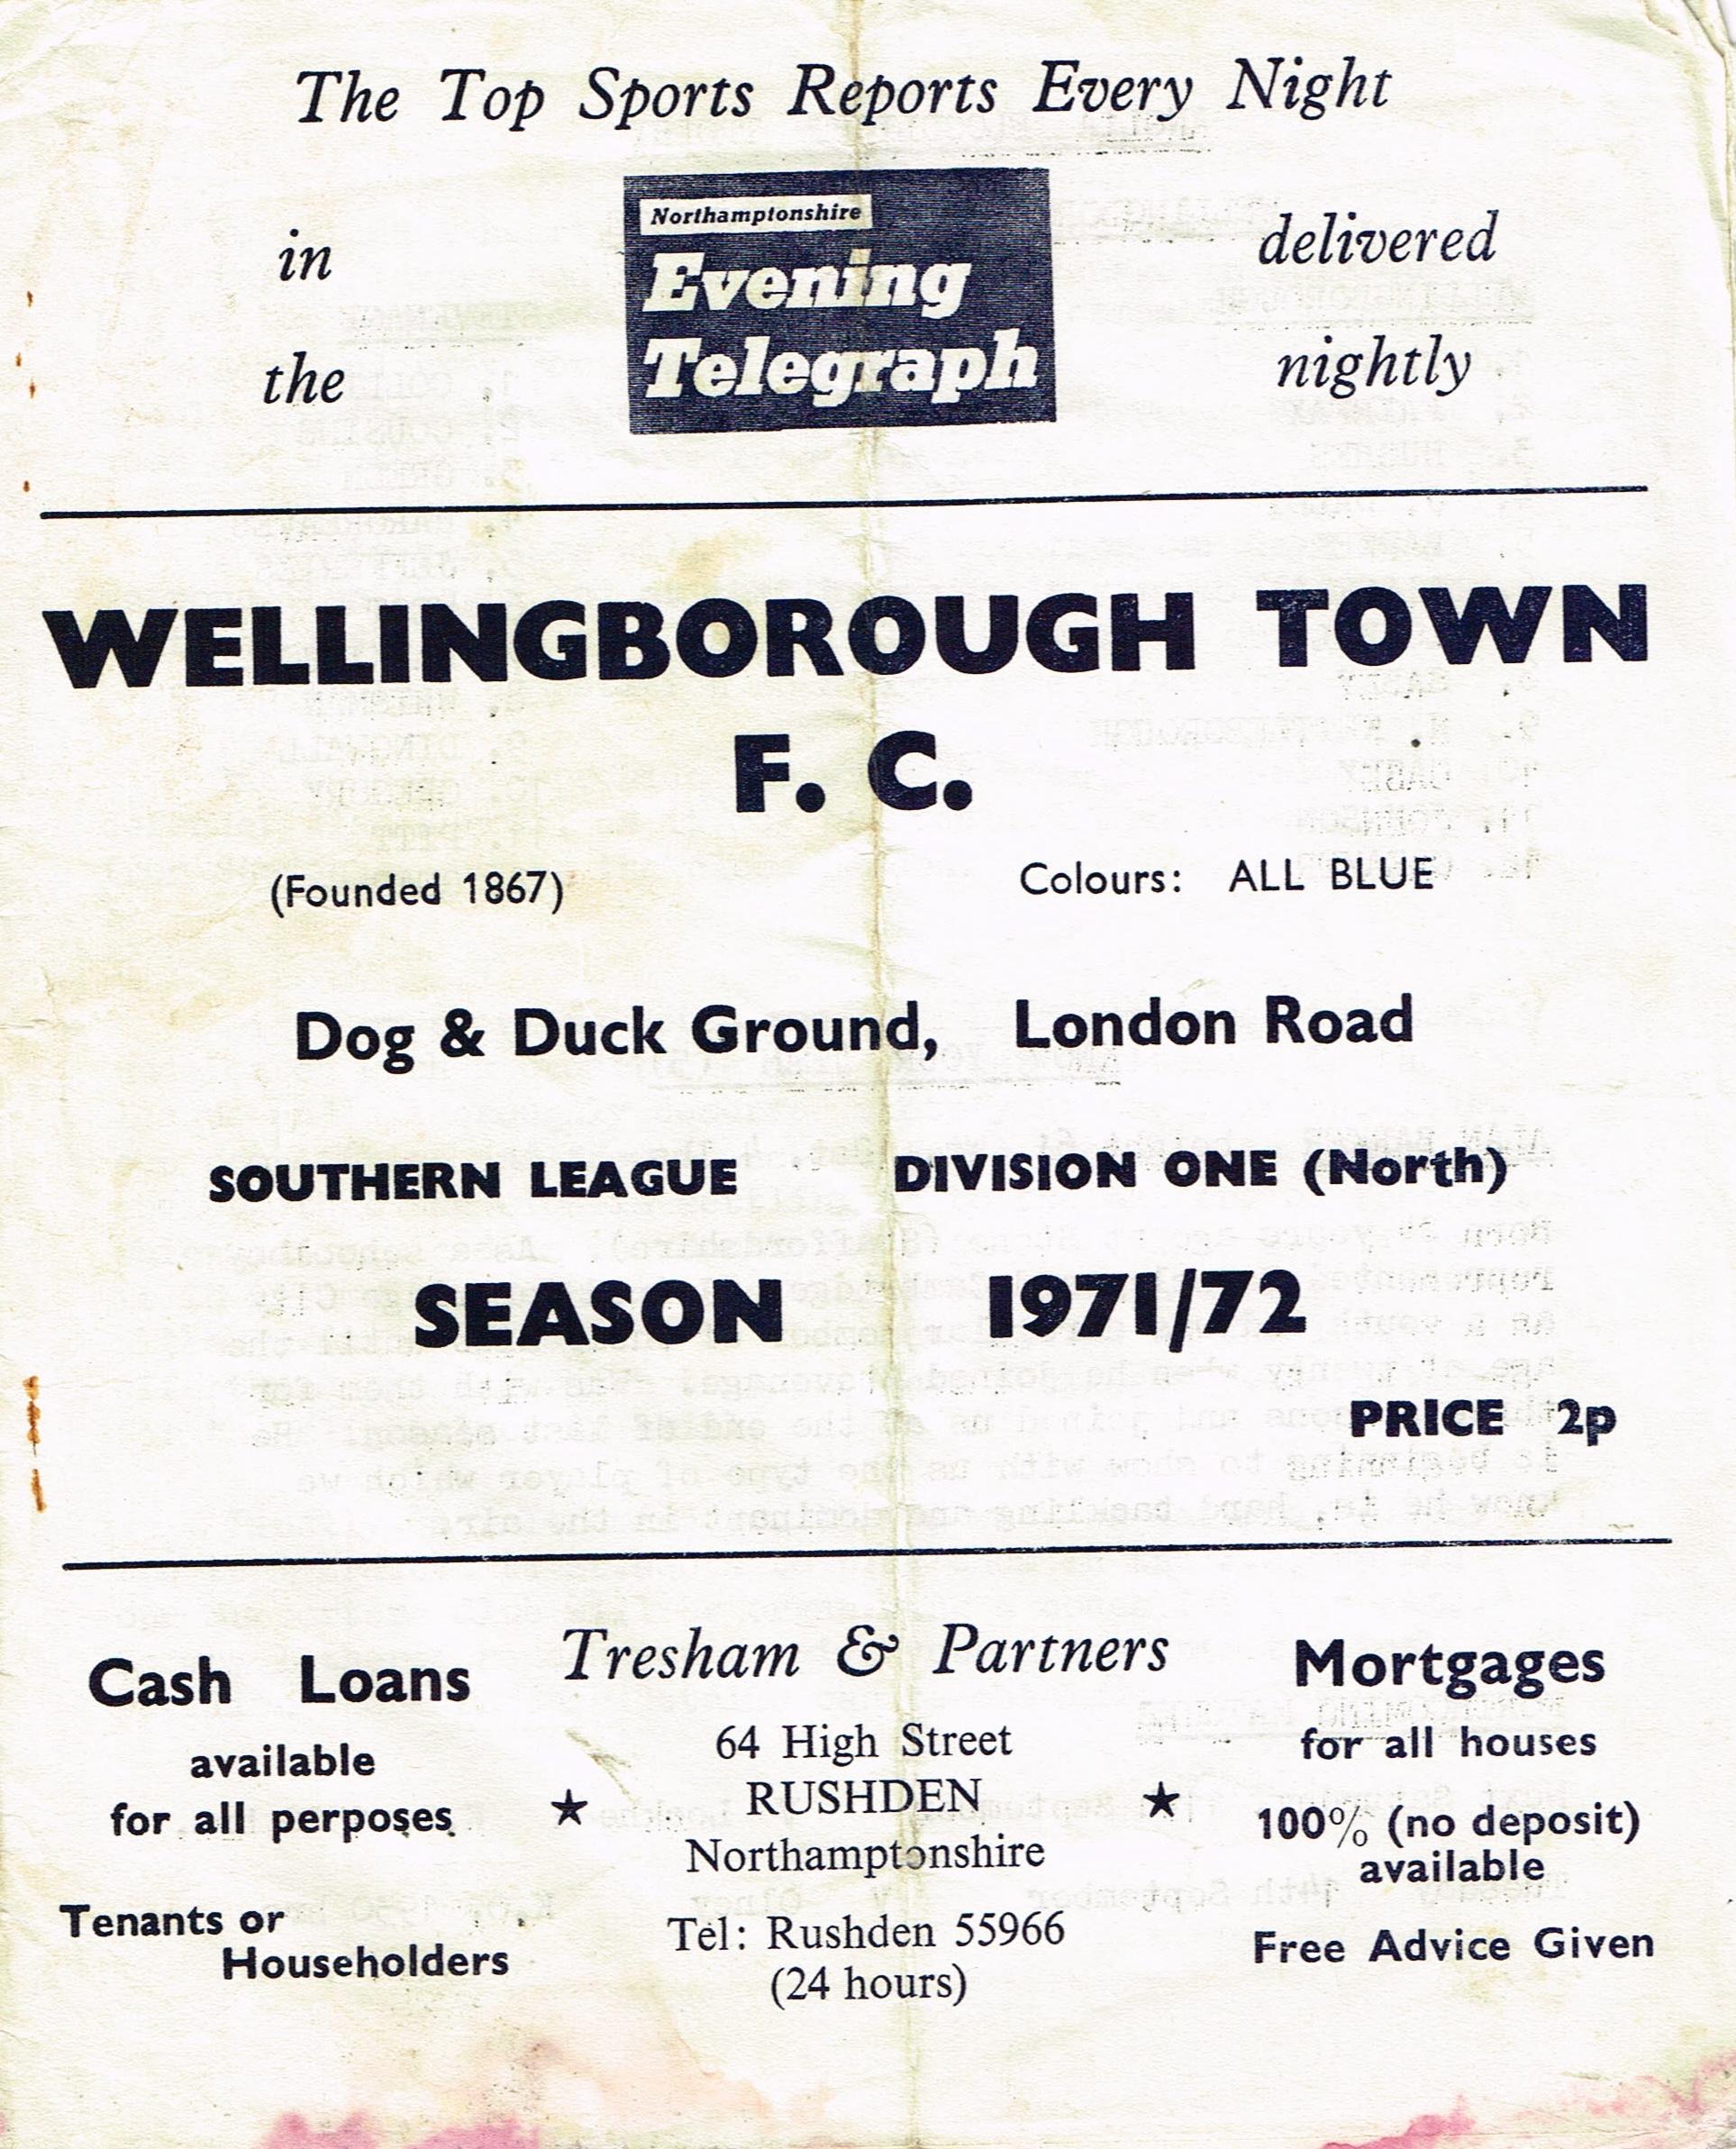 The Top Sports Reports Every Night
in
the
Northamptonshire
Evening
Telegraph
delivered
nightly
WELLINGBOROUGH TOWN
F. C.
(Founded 1867) Colours: ALL BLUE
Dog & Duck Ground, London Road
SOUTHERN LEAGUE DIVISION ONE (North)
SEASON 1971/72
PRICE 2p
Cash Loans
available
for all perposes
Tenants or
Householders
★
Tresham & Partners
64 High Street
RUSHDEN
Northamptonshire
Tel: Rushden 55966
(24 hours)
★
Mortgages
for all houses
100% (no deposit)
available
Free Advice Given